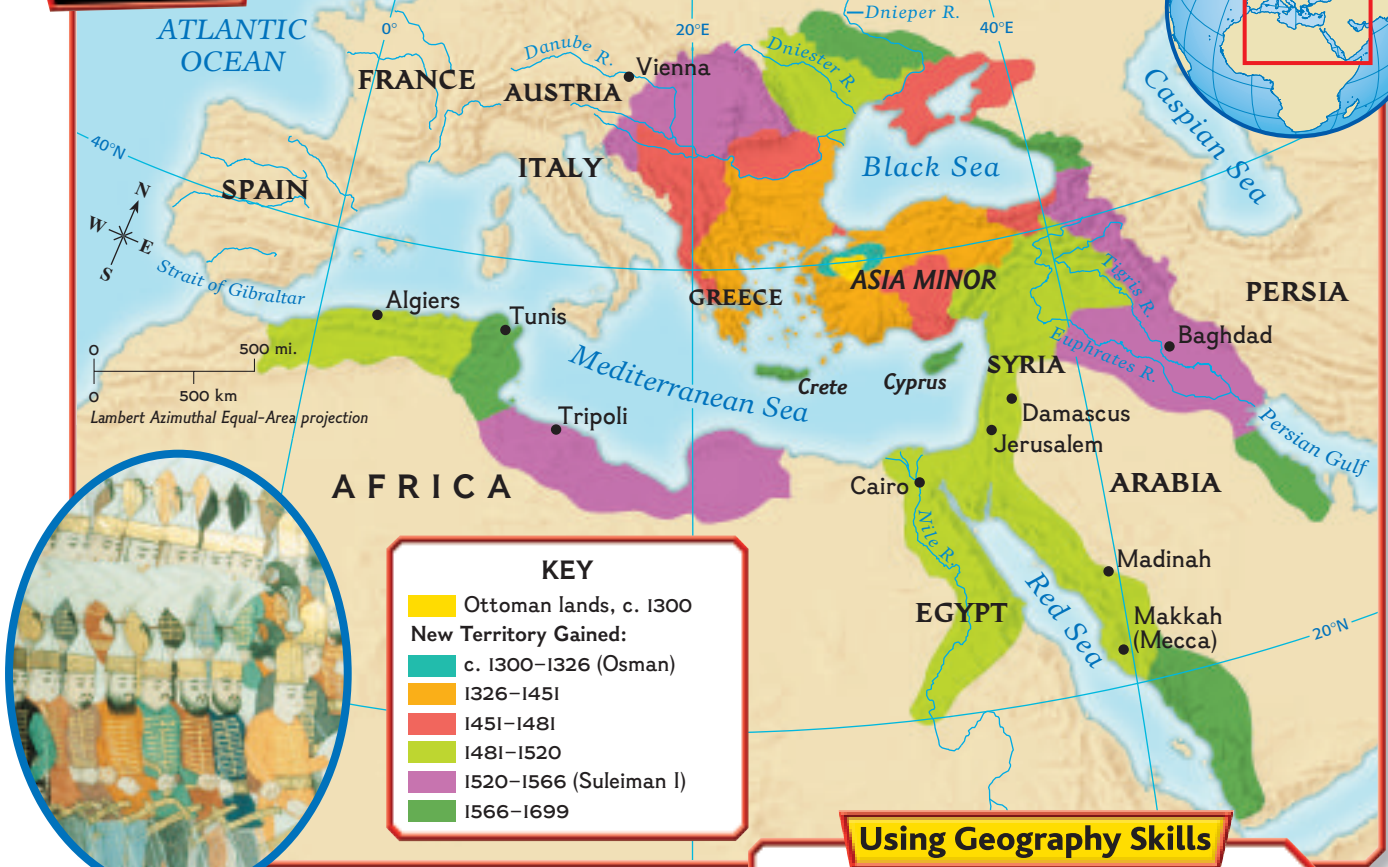 ATLANTIC
OCEAN
0°
20°E
Dnieper R.
40°E
FRANCE
Danube R.
Vienna
Dniester R.
AUSTRIA
Caspian Sea
40°N
ITALY
Black Sea
SPAIN
N
W
E
S
Strait of Gibraltar
ASIA MINOR
Tigris R.
GREECE
PERSIA
Algiers
Tunis
Baghdad
0
500 mi.
0
500 km
Lambert Azimuthal Equal-Area projection
Mediterranean Sea
Crete
Cyprus
SYRIA
Euphrates R.
Damascus
Jerusalem
Persian Gulf
Tripoli
AFRICA
Cairo
ARABIA
Nile R.
Madinah
EGYPT
Red Sea
Makkah
(Mecca)
20°N
KEY
Ottoman lands, c. 1300
New Territory Gained:
c. 1300–1326 (Osman)
1326–1451
1451–1481
1481–1520
1520–1566 (Suleiman I)
1566–1699
Using Geography Skills